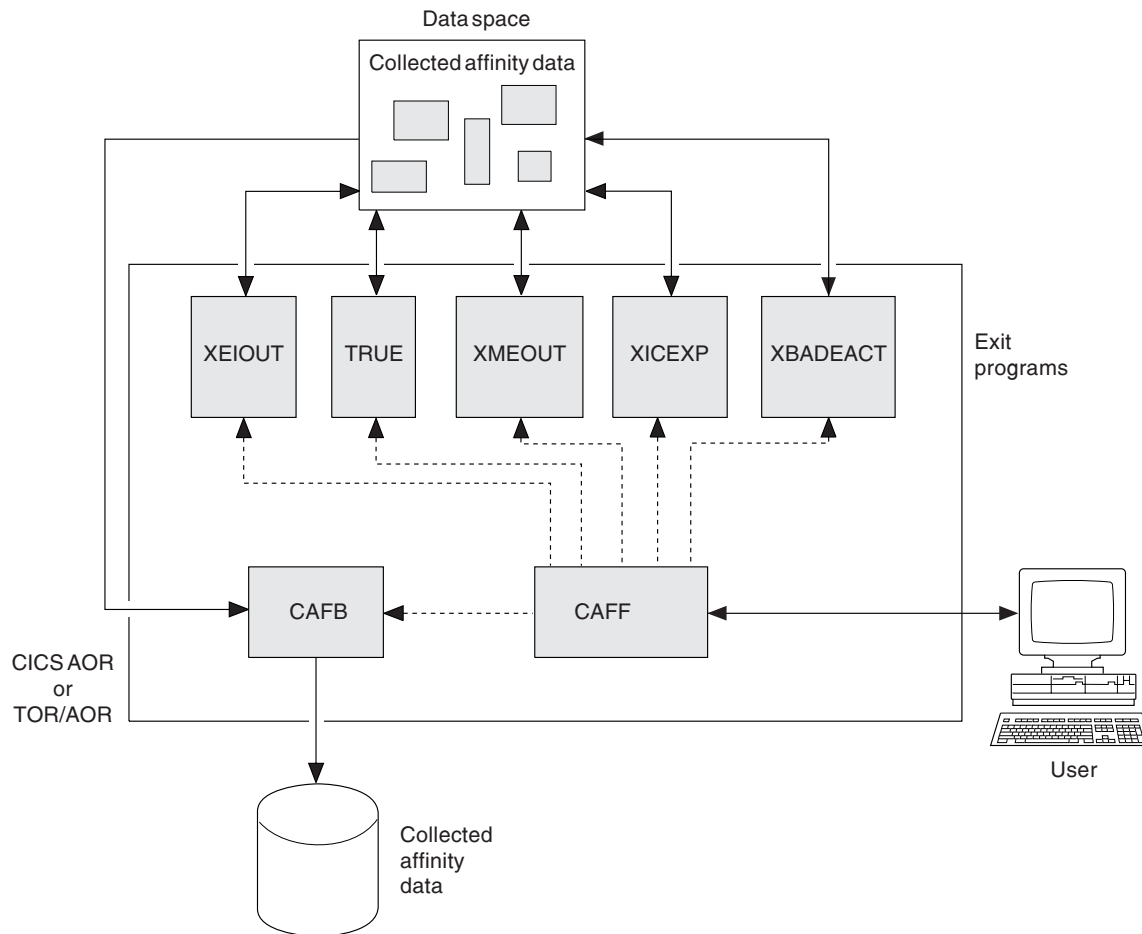 Data space
Collected affinity data
XEIOUT
TRUE
XMEOUT
XICEXP
XBADEACT
Exit
programs
CAFB
CAFF
CICS AOR
or
TOR/AOR
User
Collected
affinity
data